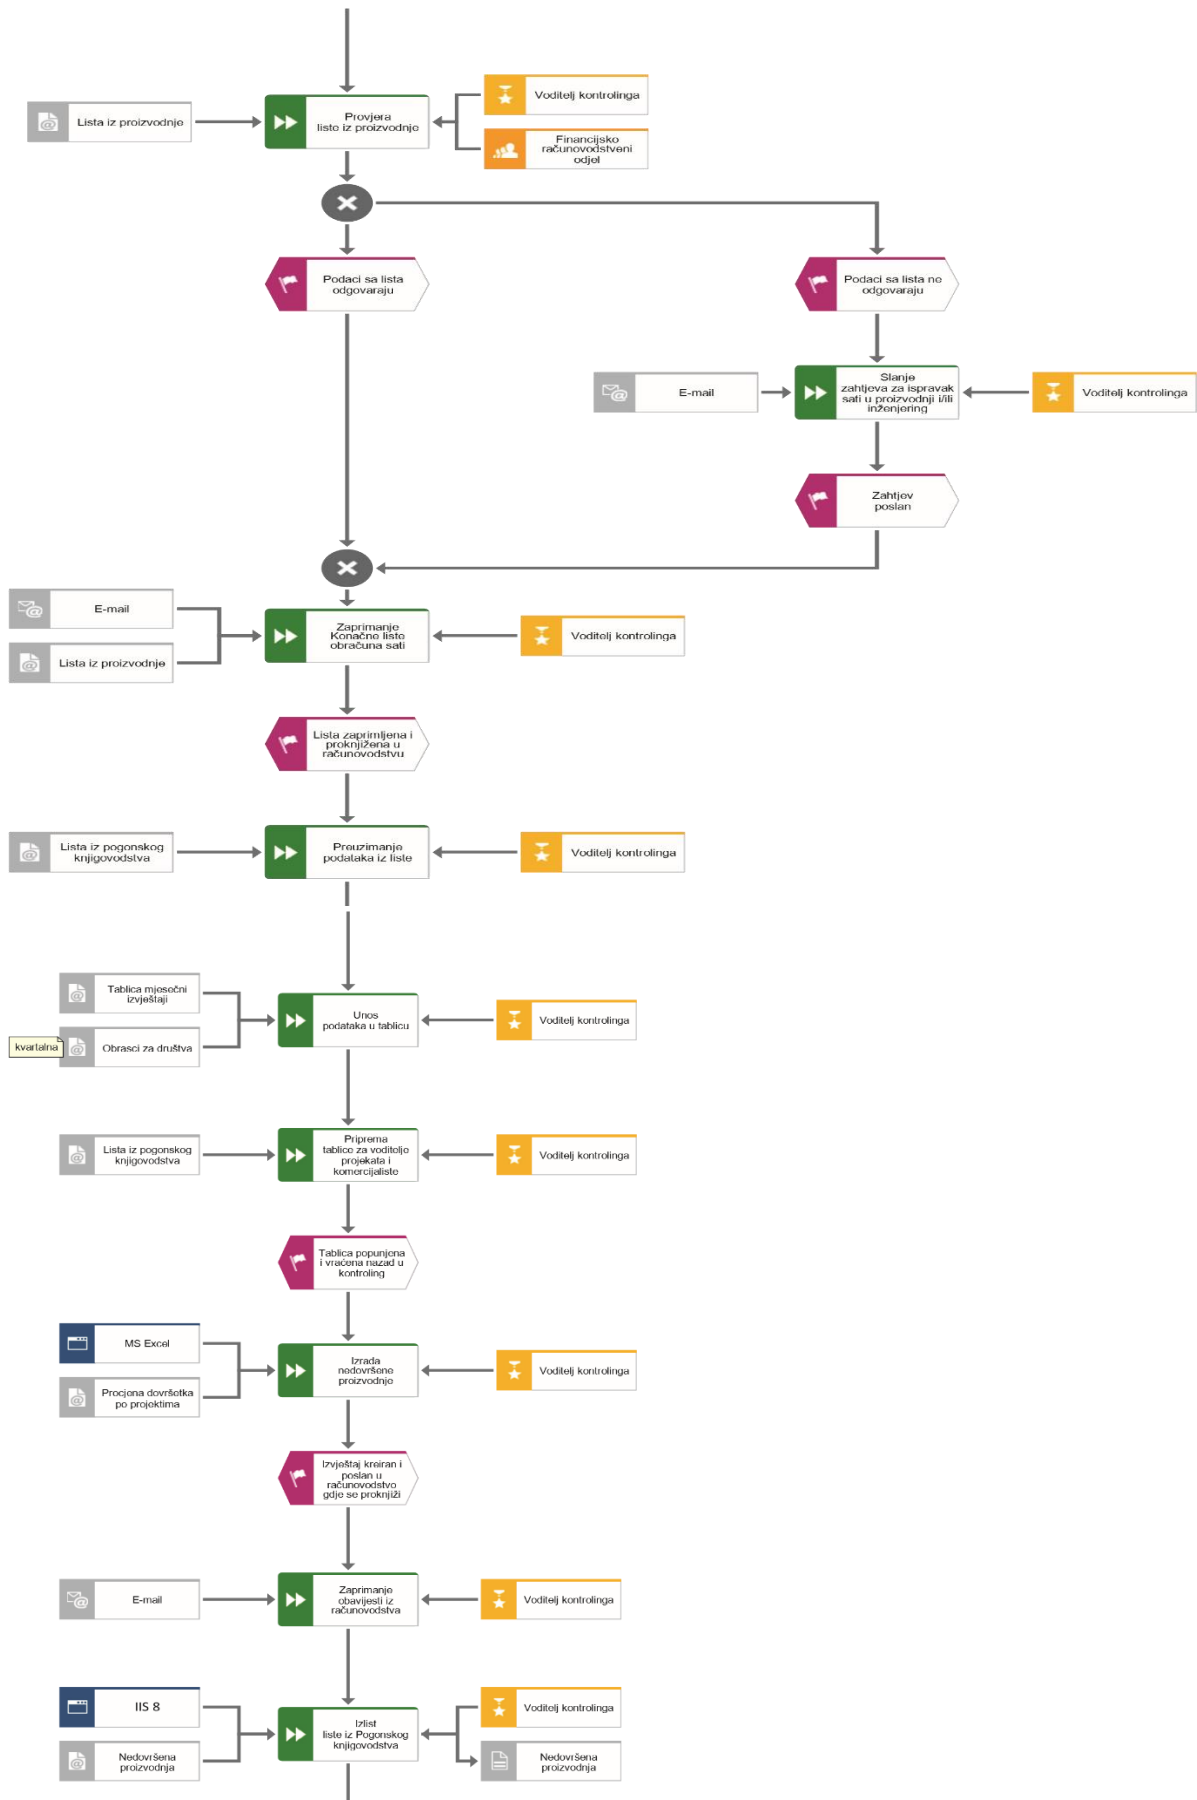 Voditelj kontrolinga
Lista iz proizvodnje
Provjera
liste iz proizvodnje
Financijsko
računovodstveni
odjel
Podaci sa lista
odgovaraju
Podaci sa lista ne
odgovaraju
E-mail
Slanje
zahtjeva za ispravak
sati u proizvodnji i/ili
inženjering
Voditelj kontrolinga
Zahtjev
poslan
E-mail
Lista iz proizvodnje
Zaprimanje
Konačne liste
obračuna sati
Voditelj kontrolinga
Lista zaprimljena i
proknjižena u
računovodstvu
Lista iz pogonskog
knjigovodstva
Preuzimanje
podataka iz liste
Voditelj kontrolinga
Tablica mjesečni
izvještaji
kvartalna
Obrasci za društva
Unos
podataka u tablicu
Voditelj kontrolinga
Lista iz pogonskog
knjigovodstva
Priprema
tablice za voditelje
projekata i
komercijaliste
Voditelj kontrolinga
Tablica popunjena
i vraćena nazad u
kontroling
MS Excel
Procjena dovršetka
po projektima
Izrada
nedovršene
proizvodnje
Voditelj kontrolinga
Izvještaj kreiran i
poslan u
računovodstvo
gdje se proknjiži
E-mail
Zaprimanje
obavijesti iz
računovodstva
Voditelj kontrolinga
IIS 8
Nedovršena
proizvodnja
Izlist
liste iz Pogonskog
knjigovodstva
Voditelj kontrolinga
Nedovršena
proizvodnja